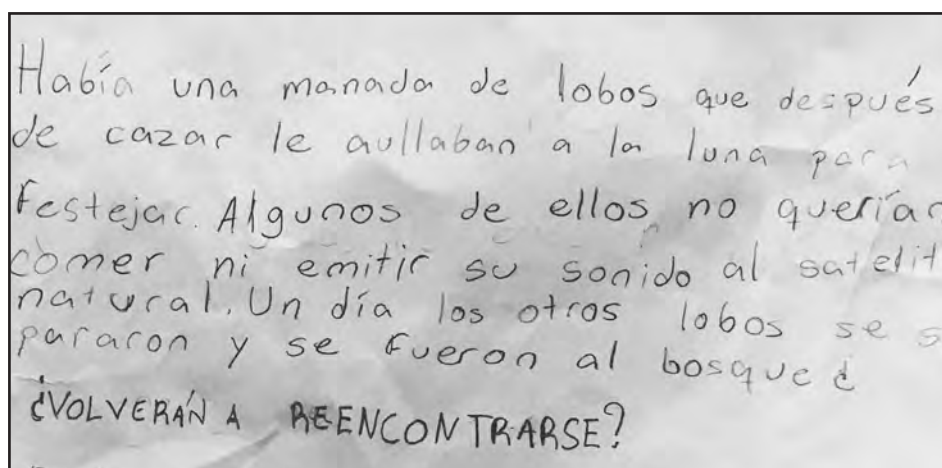 Había una manada de lobos que después
de cazar le aullaban a la luna para
festejar. Algunos de ellos no querían
comer ni emitir su sonido al satelit
natural. Un día los otros lobos se s
pararon y se fueron al bosque ¿
¿VOLVERÁN A REENCONTRARSE?